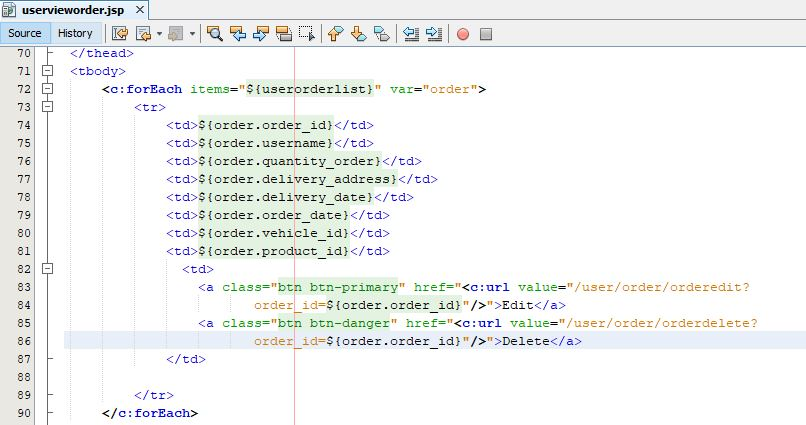 uservieworder.jsp
Source History
70 </thead>
71 <tbody>
72 <c:forEach items="${userorderlist}" var="order">
73 <tr>
74 <td>${order.order_id}</td>
75 <td>${order.username}</td>
76 <td>${order.quantity_order}</td>
77 <td>${order.delivery_address}</td>
78 <td>${order.delivery_date}</td>
79 <td>${order.order_date}</td>
80 <td>${order.vehicle_id}</td>
81 <td>${order.product_id}</td>
82 <td>
83 <a class="btn btn-primary" href="<c:url value="/user/order/orderedit?
84 order_id=${order.order_id}"/>">Edit</a>
85 <a class="btn btn-danger" href="<c:url value="/user/order/orderdelete?
86 order_id=${order.order_id}"/>">Delete</a>
87 </td>
88
89 </tr>
90 </c:forEach>